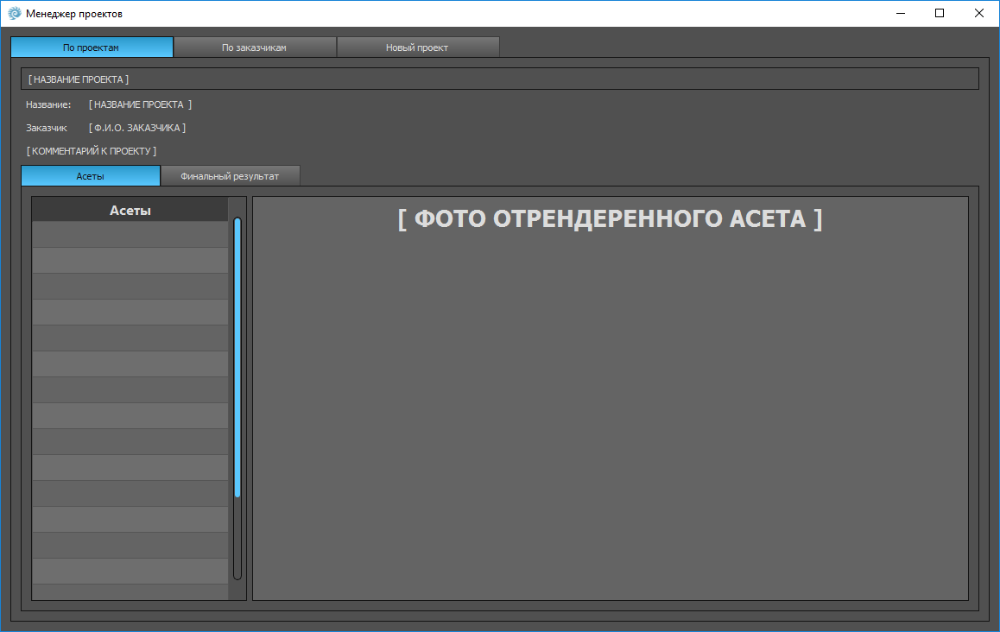 Менеджер проектов
По проектам По заказчикам Новый проект
[ НАЗВАНИЕ ПРОЕКТА ]
Название: [ НАЗВАНИЕ ПРОЕКТА ]
Заказчик [ Ф.И.О. ЗАКАЗЧИКА ]
[ КОММЕНТАРИЙ К ПРОЕКТУ ]
Асеты Финальный результат
Асеты
[ ФОТО ОТРЕНДЕРЕННОГО АСЕТА ]